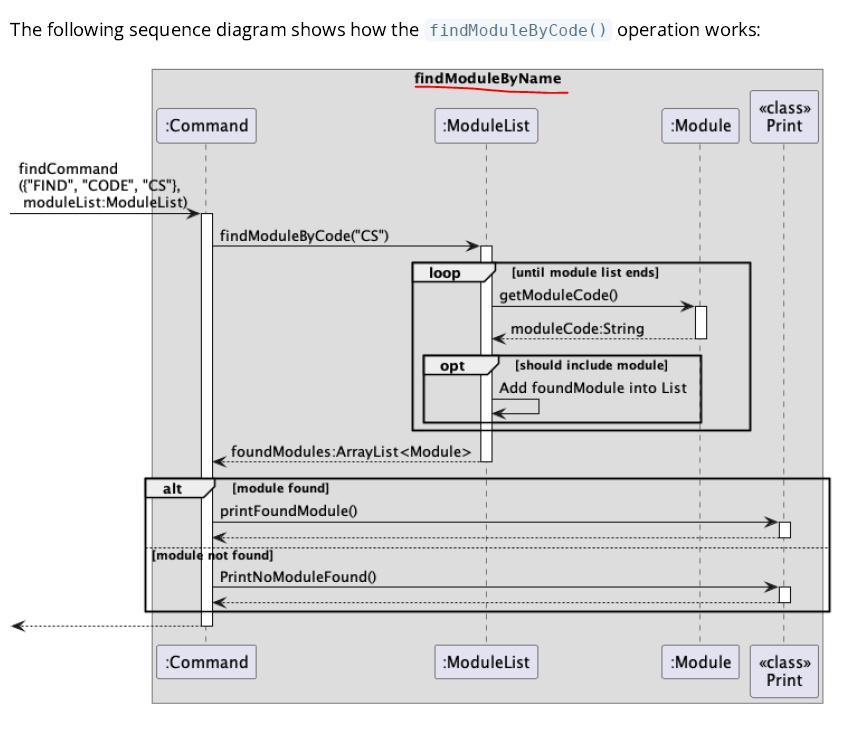 The following sequence diagram shows how the findModuleByCode() operation works:
findModuleByName
:Command
:ModuleList
:Module
«class»
Print
findCommand
({"FIND", "CODE", "CS"},
moduleList:ModuleList)
findModuleByCode("CS")
loop
[until module list ends]
getModuleCode()
moduleCode:String
opt
[should include module]
Add foundModule into List
foundModules:ArrayList<Module>
alt
[module found]
printFoundModule()
[module not found]
PrintNoModuleFound()
:Command
:ModuleList
:Module
«class»
Print